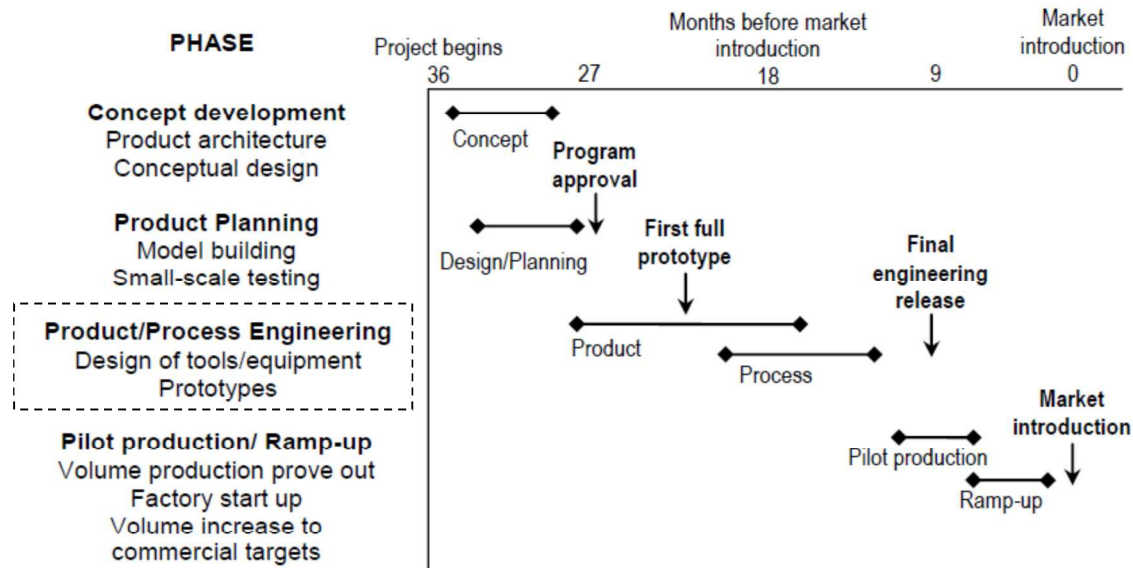 PHASE
Project begins
36
Months before market
introduction
27
18
9
Market
introduction
0
Concept development
Product architecture
Conceptual design
Concept
Program
approval
Product Planning
Model building
Small-scale testing
Design/Planning
First full
prototype
Final
engineering
release
Product/Process Engineering
Design of tools/equipment
Prototypes
Product
Process
Market
introduction
Pilot production/ Ramp-up
Volume production prove out
Factory start up
Volume increase to
commercial targets
Pilot production
Ramp-up